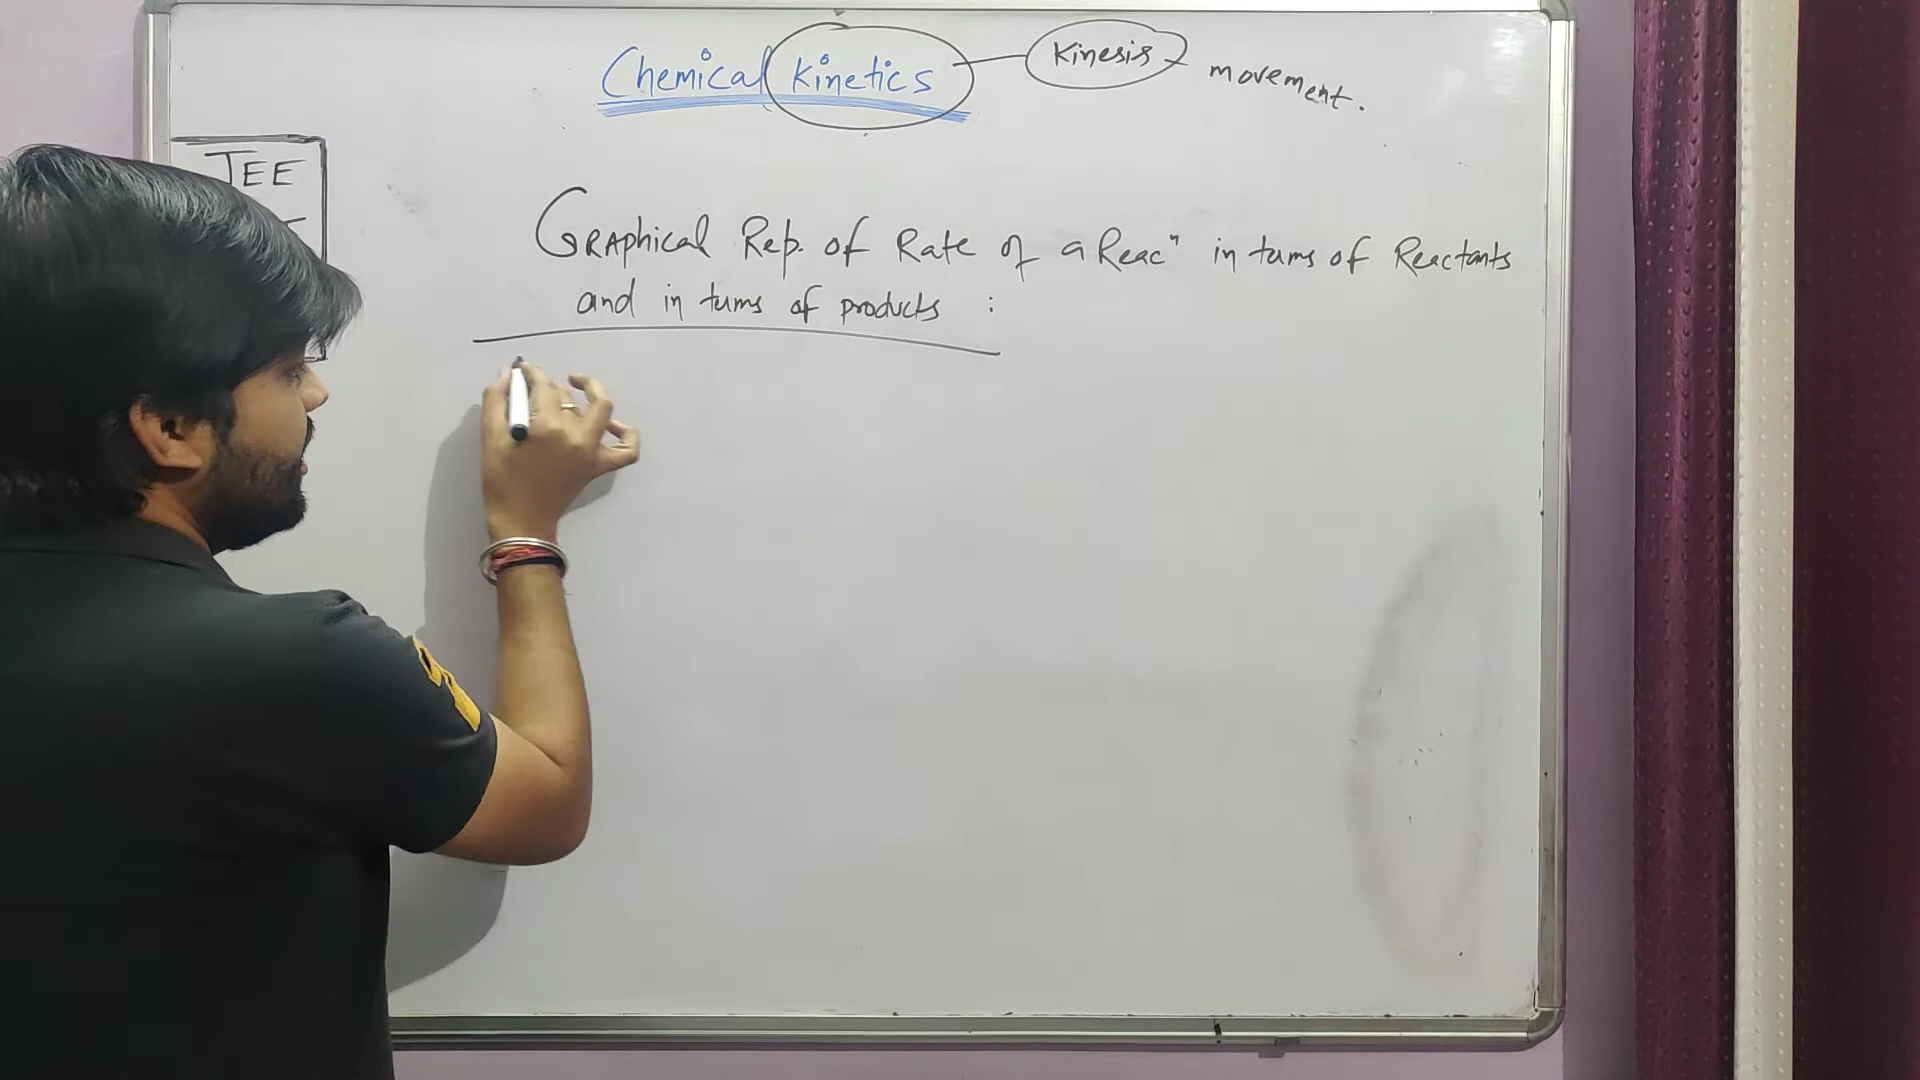 Chemical Kinetics
Kinesis
movement.
JEE
GRAphical Rep. of Rate of a Reacⁿ in tums of Reactants
and in tums of products :